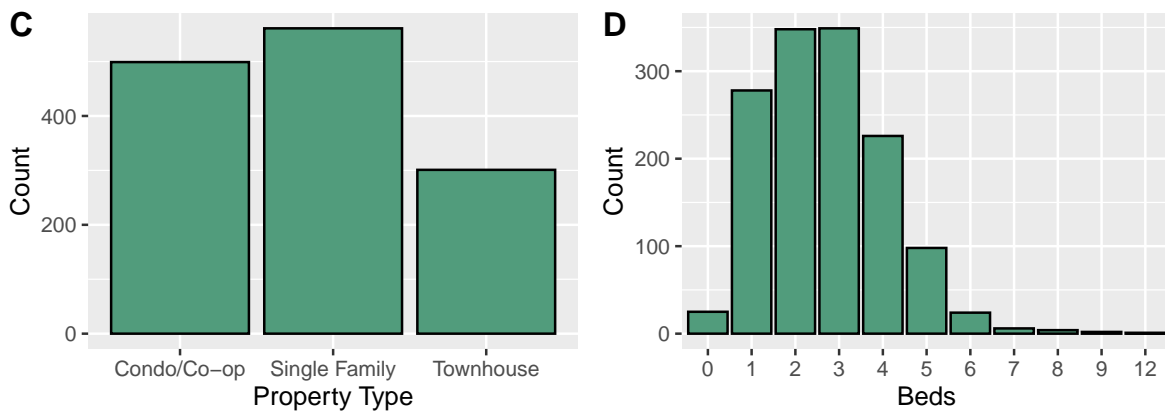 C
Count
400
200
0
Condo/Co−op Single Family Townhouse
Property Type
D
Count
300
200
100
0
0 1 2 3 4 5 6 7 8 9 12
Beds